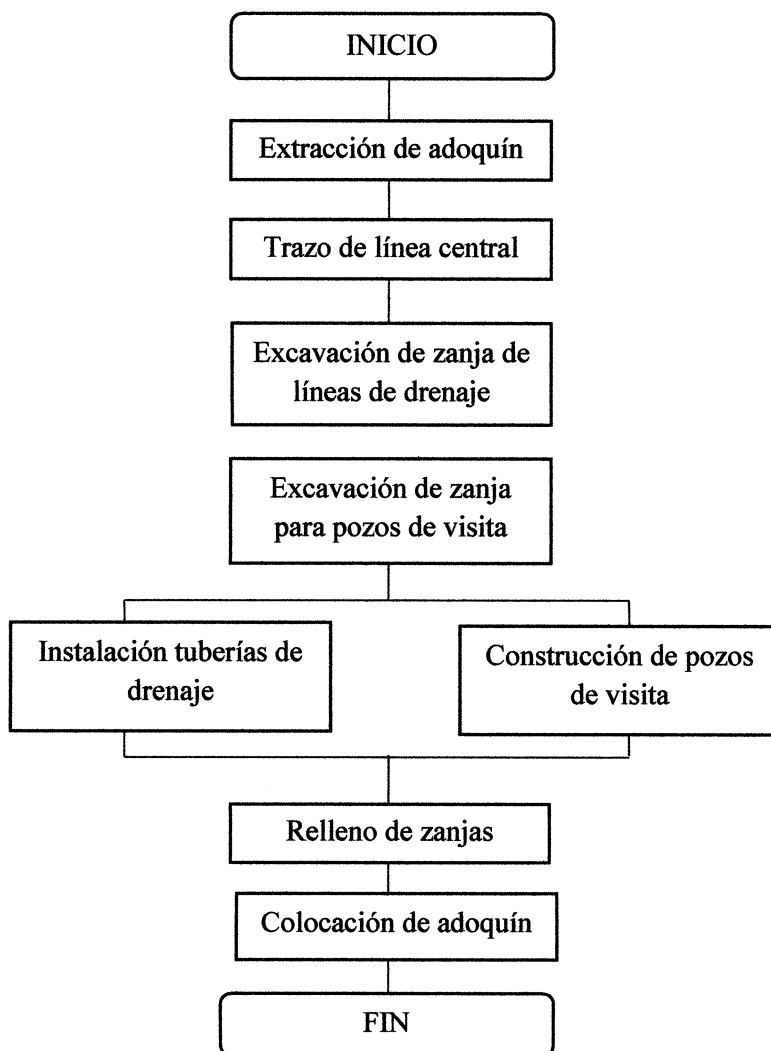 INICIO
Extracción de adoquín
Trazo de línea central
Excavación de zanja de
líneas de drenaje
Excavación de zanja
para pozos de visita
Instalación tuberías de
drenaje
Construcción de pozos
de visita
Relleno de zanjas
Colocación de adoquín
FIN